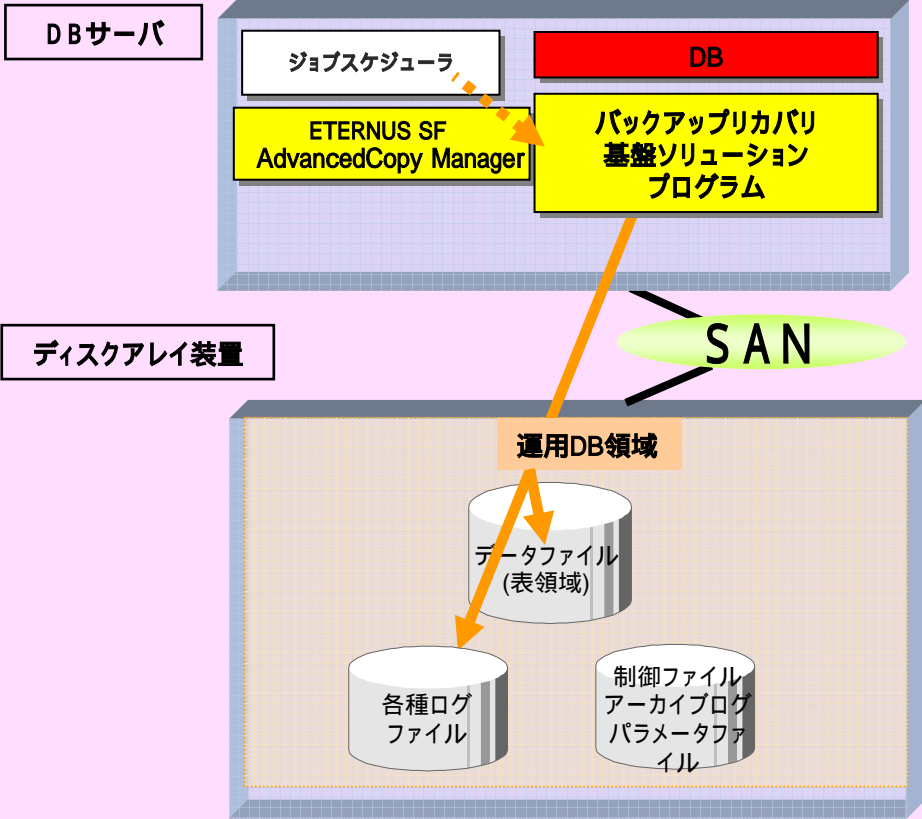 DBサーバ
ジョブスケジューラ
DB
ETERNUS SF
AdvancedCopy Manager
バックアップリカバリ
基盤ソリューション
プログラム
ディスクアレイ装置
SAN
運用DB領域
データファイル
(表領域)
各種ログ
ファイル
制御ファイル
アーカイブログ
パラメータファ
イル